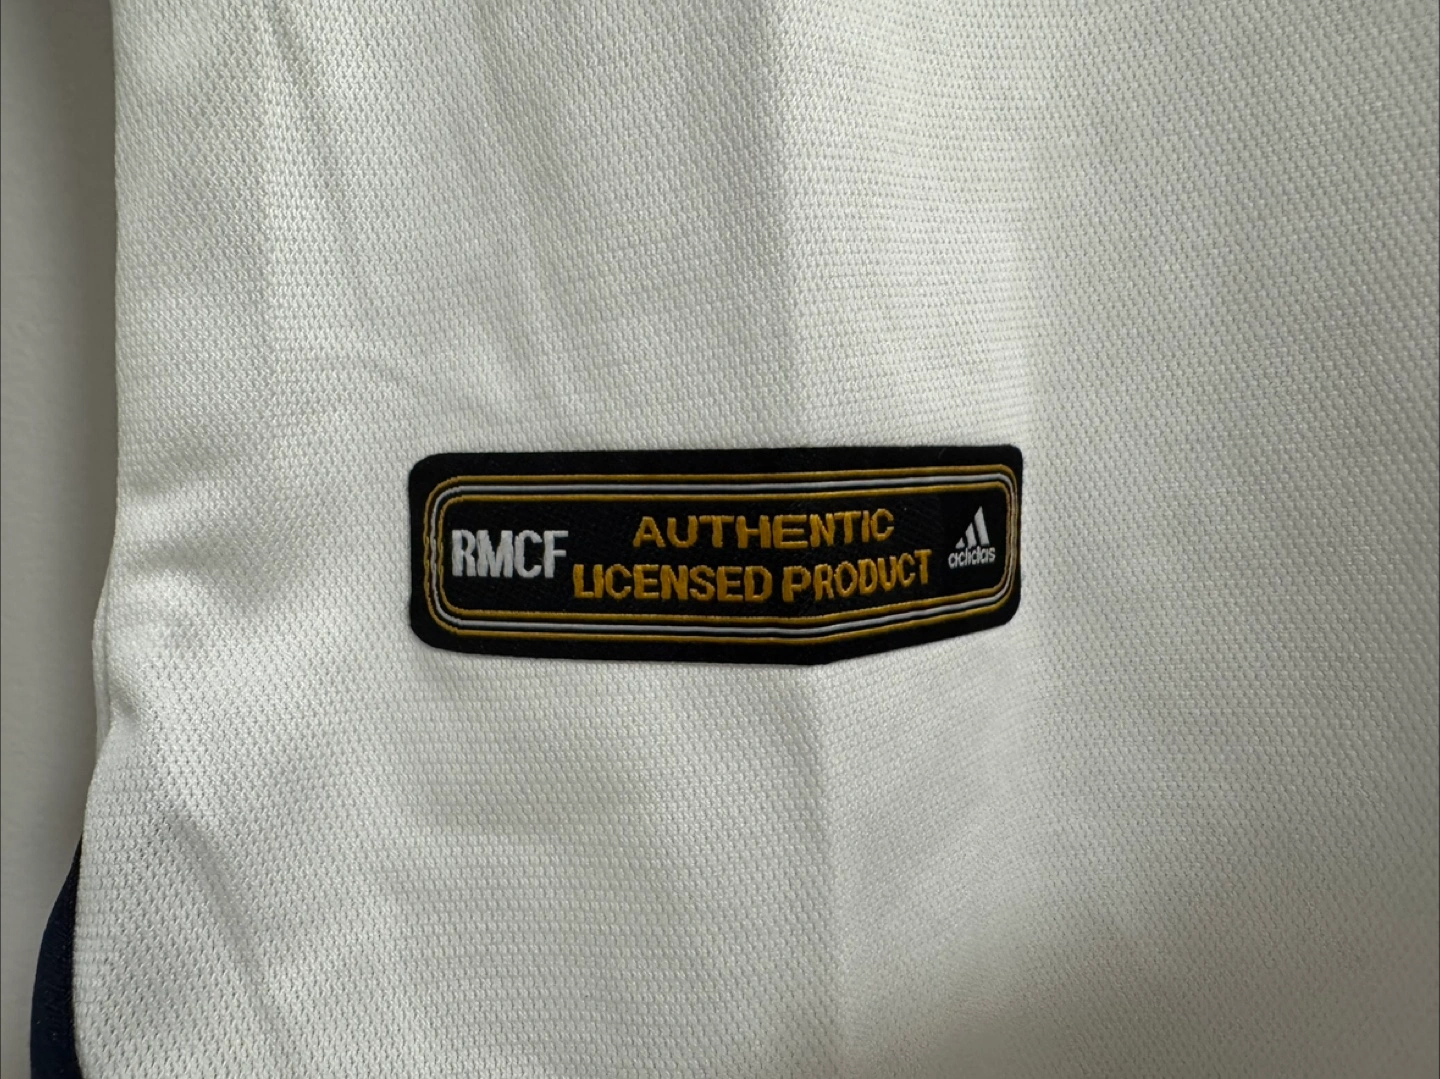 RMCF
AUTHENTIC
LICENSED PRODUCT
adidas